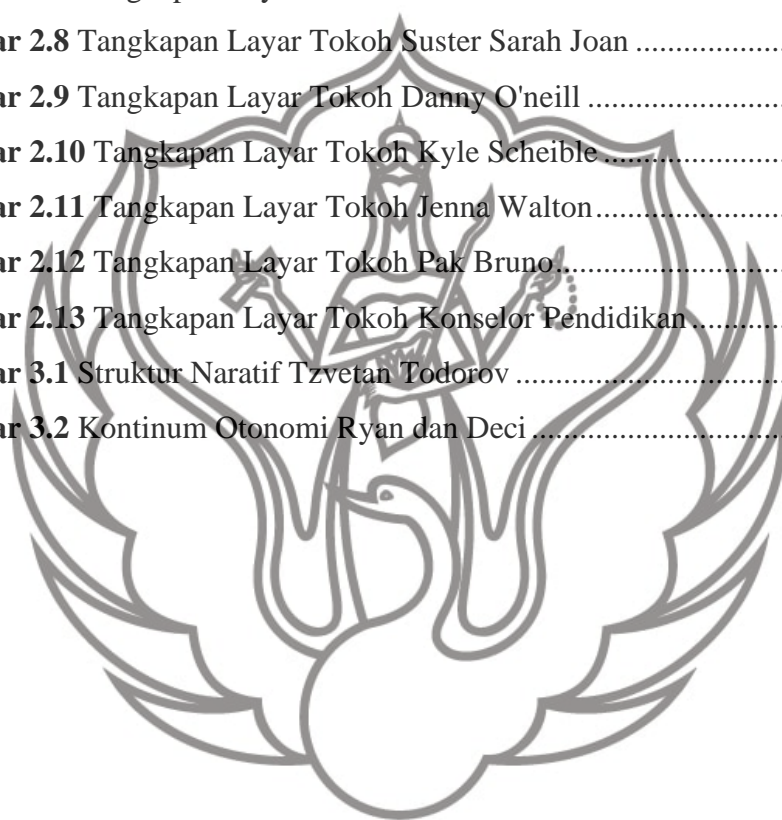 ar 2.8 Tangkapan Layar Tokoh Suster Sarah Joan ....................
ar 2.9 Tangkapan Layar Tokoh Danny O'neill .........................
ar 2.10 Tangkapan Layar Tokoh Kyle Scheible .......................
ar 2.11 Tangkapan Layar Tokoh Jenna Walton ........................
ar 2.12 Tangkapan Layar Tokoh Pak Bruno .............................
ar 2.13 Tangkapan Layar Tokoh Konselor Pendidikan ............
ar 3.1 Struktur Naratif Tzvetan Todorov ..................................
ar 3.2 Kontinum Otonomi Ryan dan Deci ................................